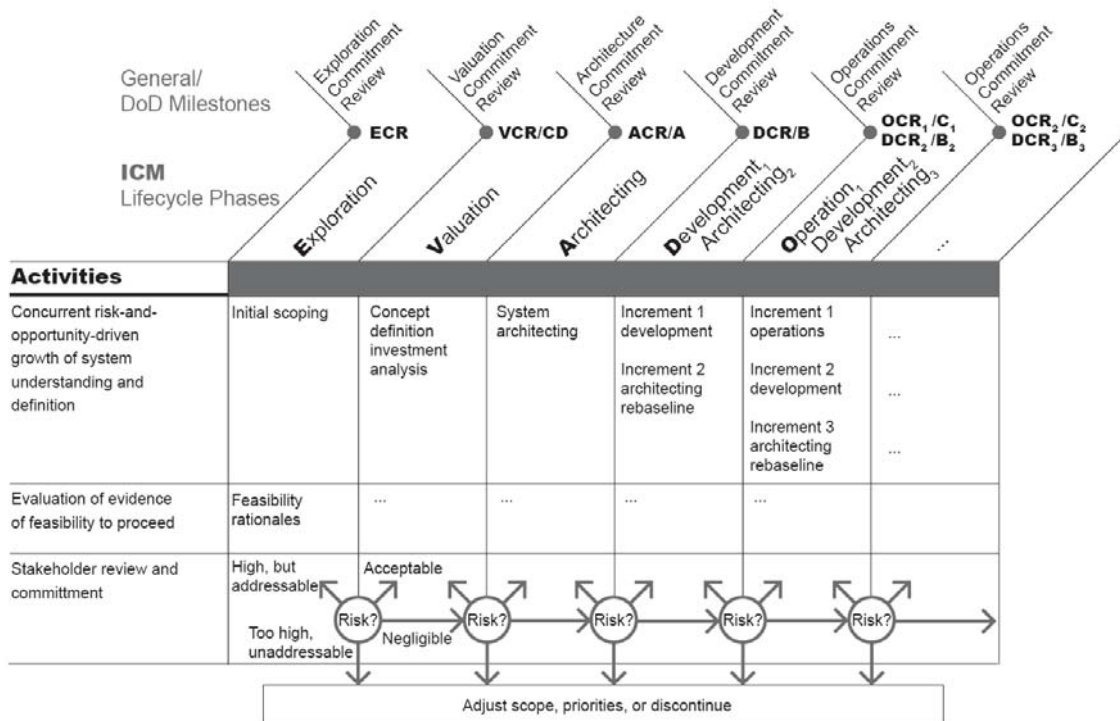 General/
DoD Milestones
Exploration
Commitment
Review
Valuation
Commitment
Review
Architecture
Commitment
Review
Development
Commitment
Review
Operations
Commitment
Review
Operations
Commitment
Review
ECR
VCR/CD
ACR/A
DCR/B
OCR₁/C₁
DCR₂/B₂
OCR₂/C₂
DCR₃/B₃
ICM
Lifecycle Phases
Exploration
Valuation
Architecting
Development₁
Architecting₂
Operation₁
Development₂
Architecting₃
...
Activities
Concurrent risk-and-
opportunity-driven
growth of system
understanding and
definition
Initial scoping
Concept
definition
investment
analysis
System
architecting
Increment 1
development
Increment 2
architecting
rebaseline
Increment 1
operations
Increment 2
development
Increment 3
architecting
rebaseline
...
...
...
Evaluation of evidence
of feasibility to proceed
Feasibility
rationales
...
...
...
...
Stakeholder review and
committment
High, but
addressable
Acceptable
Risk?
Risk?
Risk?
Risk?
Risk?
Too high,
unaddressable
Negligible
Adjust scope, priorities, or discontinue